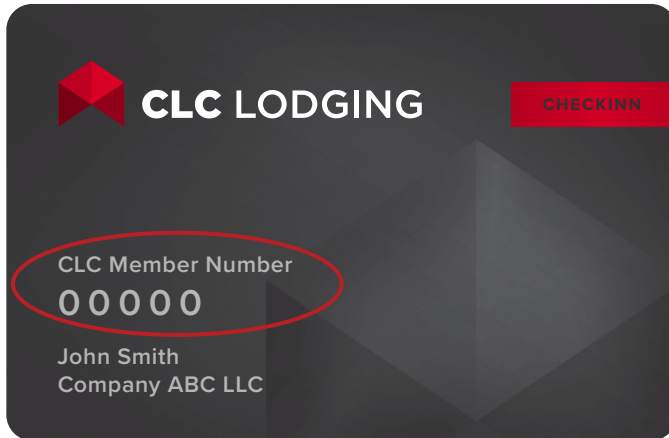 CLC LODGING
CHECKINN
CLC Member Number
00000
John Smith
Company ABC LLC